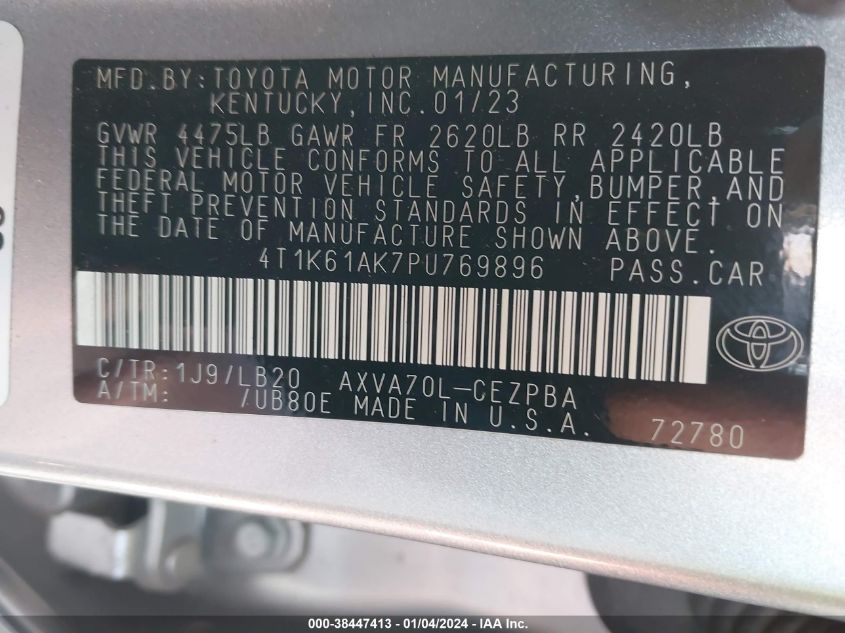 MFD.BY:TOYOTA MOTOR MANUFACTURING,
KENTUCKY,INC.01/23
GVWR 4475LB GAWR FR 2620LB RR 2420LB
THIS VEHICLE CONFORMS TO ALL APPLICABLE
FEDERAL MOTOR VEHICLE SAFETY,BUMPER,AND
THEFT PREVENTION STANDARDS IN EFFECT ON
THE DATE OF MANUFACTURE SHOWN ABOVE.
4T1K61AK7PU769896 PASS.CAR
C/TR:1J9/LB20 AXVA70L-CEZPBA
A/TM: /UB80E MADE IN U.S.A. 72780
000-38447413 - 01/04/2024 - IAAI.com